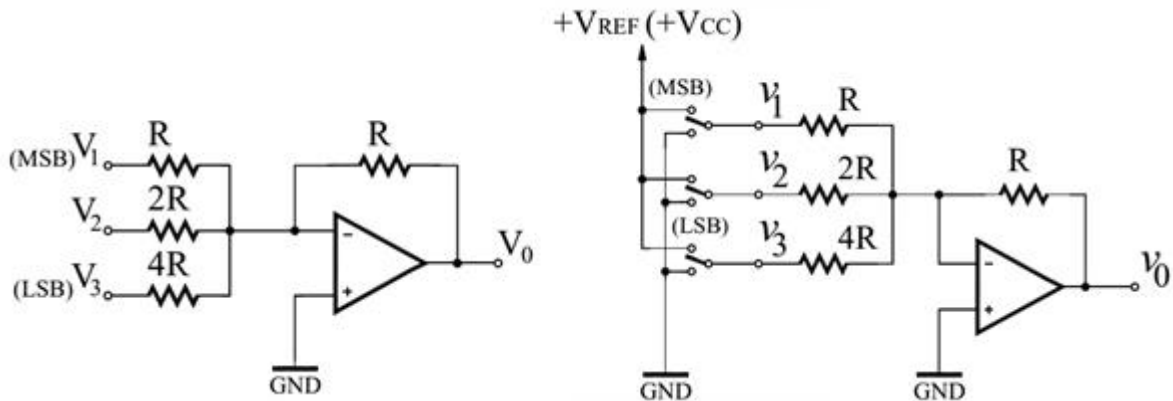 (MSB) V1
R
R
V2
2R
(LSB) V3
4R
-
+
V0
GND
+VREF (+VCC)
(MSB)
v1
R
v2
2R
R
(LSB)
v3
4R
-
+
v0
GND
GND